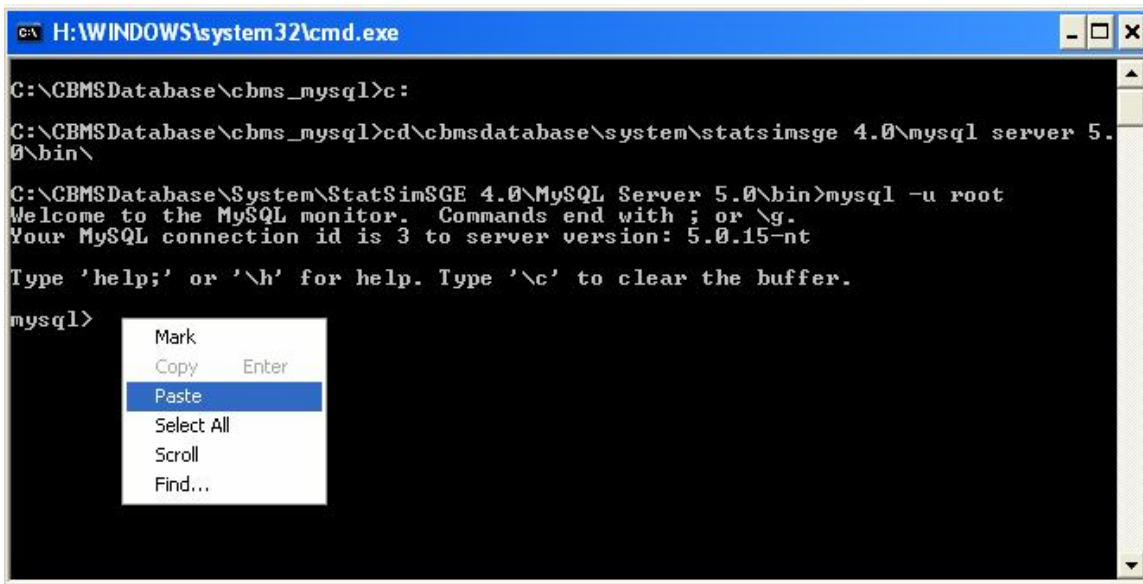 H:\WINDOWS\system32\cmd.exe
C:\CBMSDatabase\cbms_mysql>c:
C:\CBMSDatabase\cbms_mysql>cd\cbmsdatabase\system\statsimsge 4.0\mysql server 5.
0\bin\
C:\CBMSDatabase\System\StatSimSGE 4.0\MySQL Server 5.0\bin>mysql -u root
Welcome to the MySQL monitor.  Commands end with ; or \g.
Your MySQL connection id is 3 to server version: 5.0.15-nt
Type 'help;' or '\h' for help. Type '\c' to clear the buffer.
mysql>
Mark
Copy Enter
Paste
Select All
Scroll
Find...